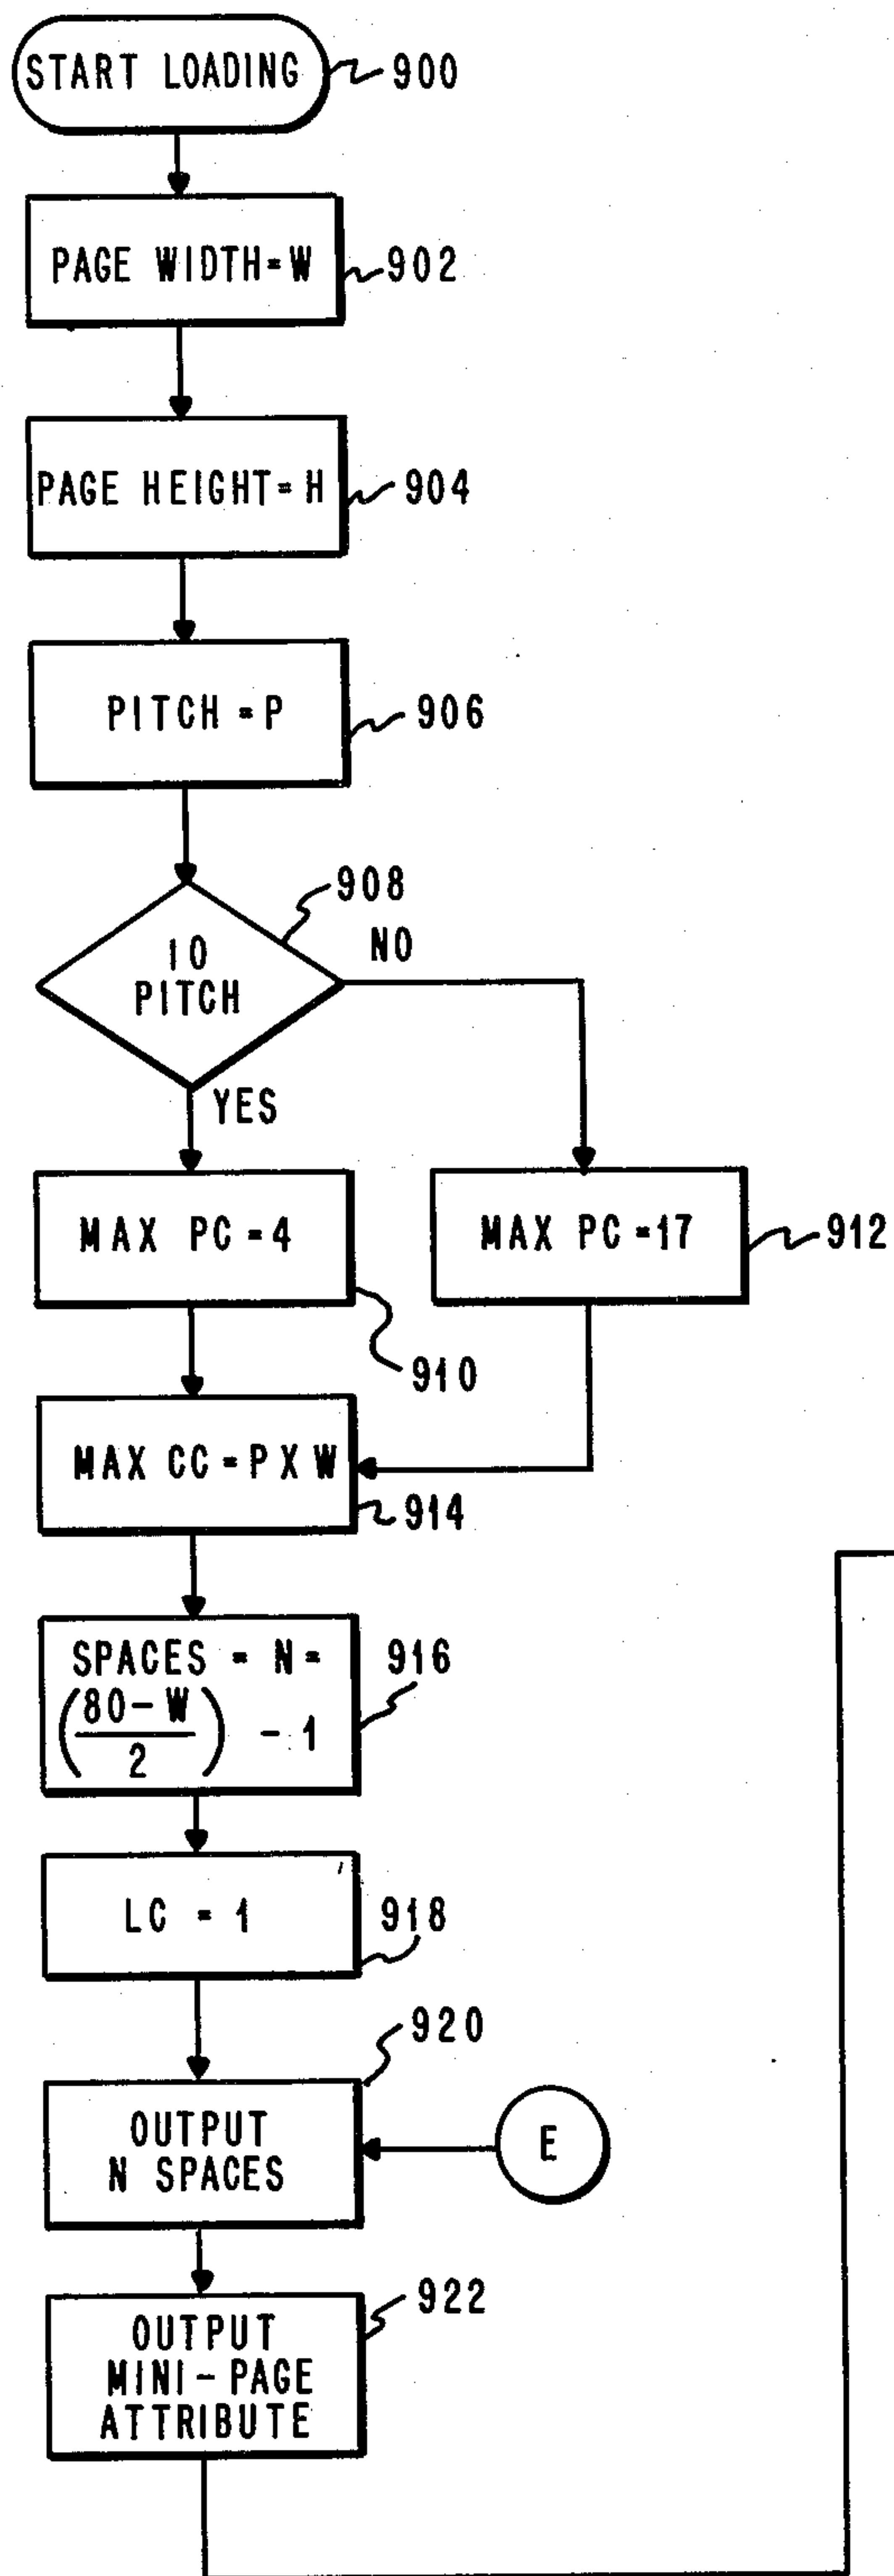 START LOADING 900
PAGE WIDTH=W 902
PAGE HEIGHT=H 904
PITCH=P 906
908
10
PITCH
NO
YES
MAX PC=4
910
MAX PC=17 912
MAX CC=PXW
914
SPACES = N =
(80-W
2) - 1
916
LC = 1 918
920
OUTPUT
N SPACES
E
922
OUTPUT
MINI-PAGE
ATTRIBUTE